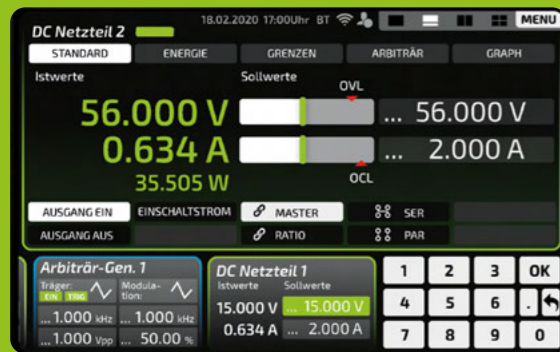 18.02.2020 17:00Uhr BT MENU
DC Netzteil 2
STANDARD ENERGIE GRENZEN ARBITRÄR GRAPH
Istwerte Sollwerte OVL
56.000 V ... 56.000 V
0.634 A ... 2.000 A
35.505 W OCL
AUSGANG EIN EINSCHALTSTROM MASTER SER
AUSGANG AUS RATIO PAR
Arbiträr-Gen. 1
Träger: Modula-
EIN TRG tion:
... 1.000 kHz ... 1.000 kHz
... 1.000 Vpp ... 50.00 %
DC Netzteil 1
Istwerte Sollwerte
15.000 V ... 15.000 V
0.634 A ... 2.000 A
1 2 3 OK
4 5 6 .
7 8 9 0